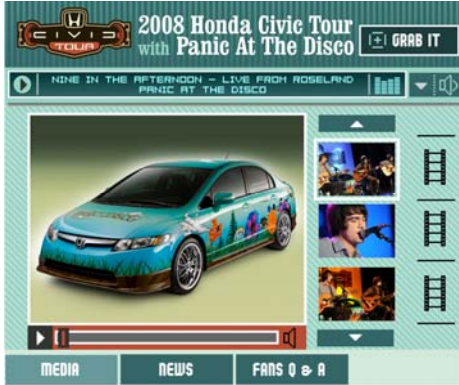 CIVIC
TOUR
2008 Honda Civic Tour
with Panic At The Disco
GRAB IT
NINE IN THE AFTERNOON - LIVE FROM ROSELAND
PANIC AT THE DISCO
MEDIA
NEWS
FANS Q & A